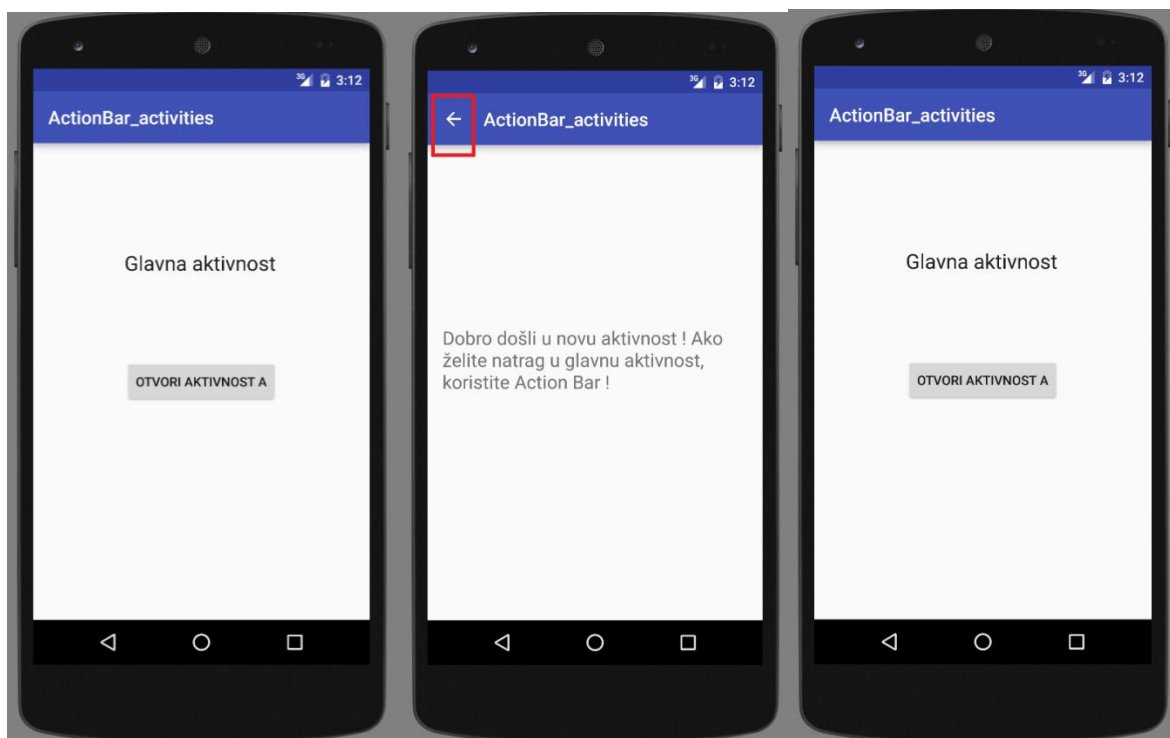 3G 3:12
ActionBar_activities
Glavna aktivnost
OTVORI AKTIVNOST A
3G 3:12
ActionBar_activities
Dobro došli u novu aktivnost ! Ako
želite natrag u glavnu aktivnost,
koristite Action Bar !
3G 3:12
ActionBar_activities
Glavna aktivnost
OTVORI AKTIVNOST A